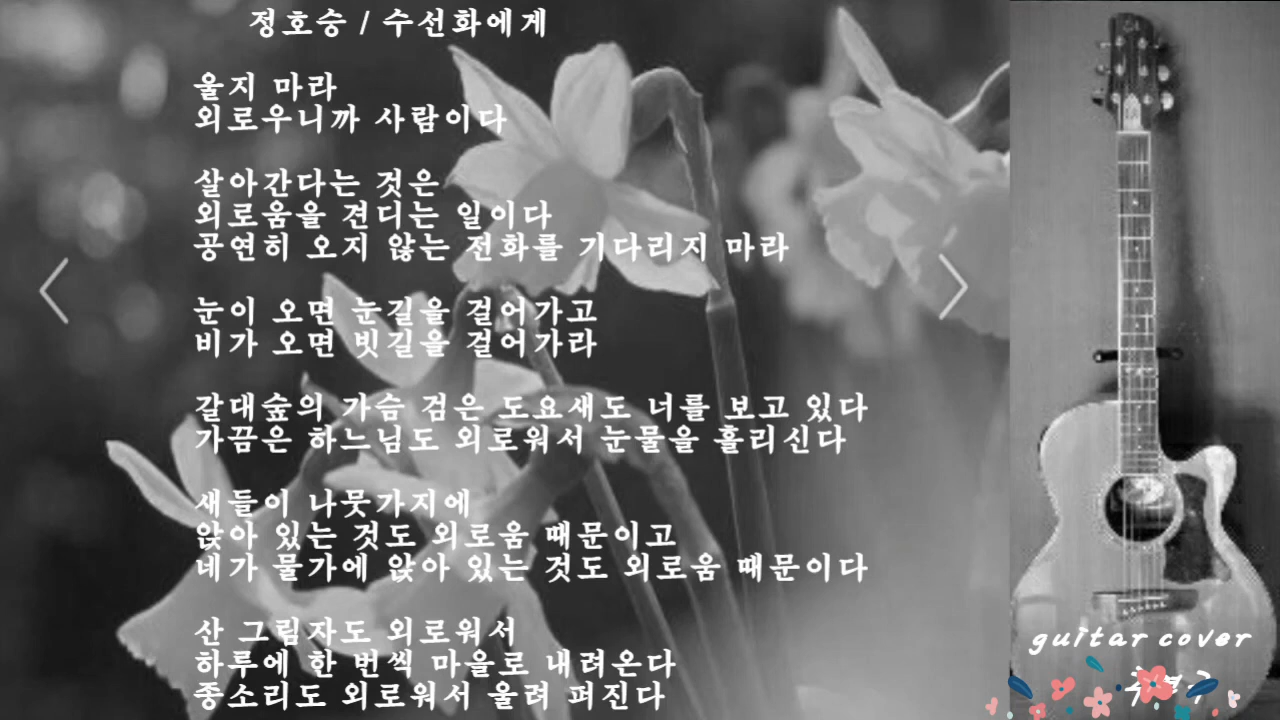 정호승 / 수선화에게
울지 마라
외로우니까 사람이다
살아간다는 것은
외로움을 견디는 일이다
공연히 오지 않는 전화를 기다리지 마라
눈이 오면 눈길을 걸어가고
비가 오면 빗길을 걸어가라
갈대숲의 가슴 검은 도요새도 너를 보고 있다
가끔은 하느님도 외로워서 눈물을 흘리신다
새들이 나뭇가지에
앉아 있는 것도 외로움 때문이고
네가 물가에 앉아 있는 것도 외로움 때문이다
산 그림자도 외로워서
하루에 한 번씩 마을로 내려온다
종소리도 외로워서 울려 퍼진다
guitar cover